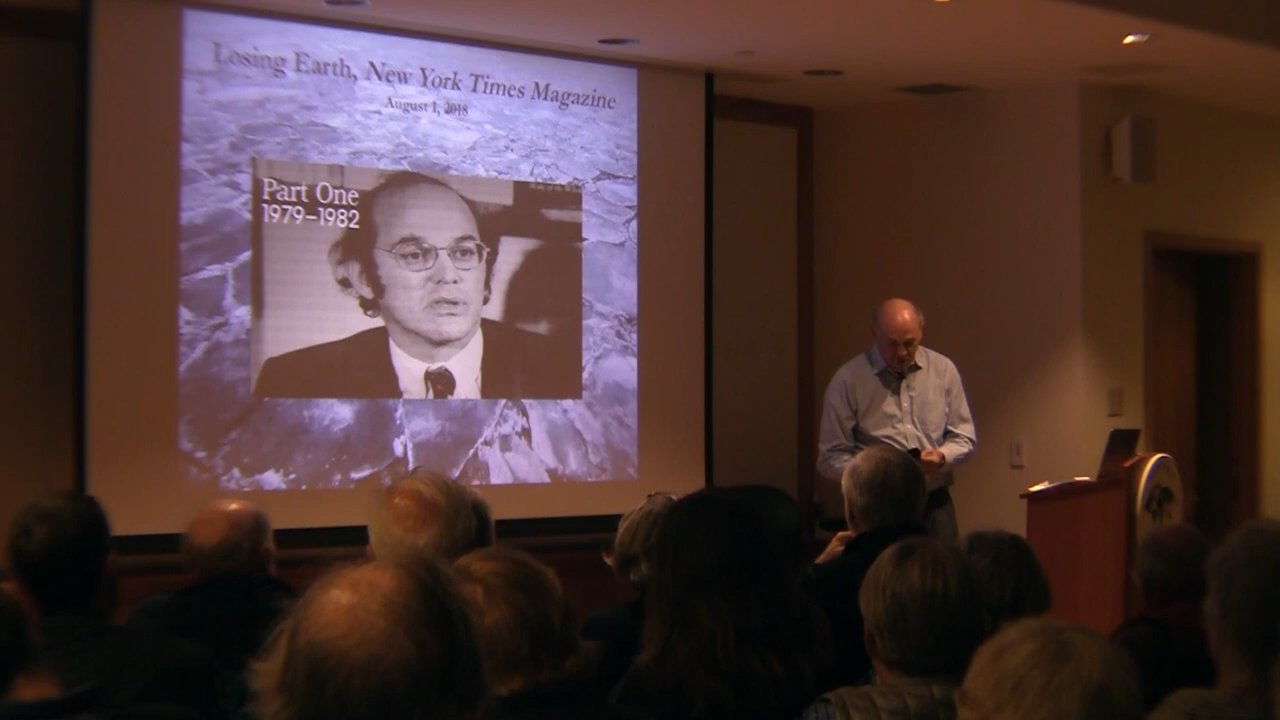 Losing Earth, New York Times Magazine
August 1, 2018
Part One
1979–1982